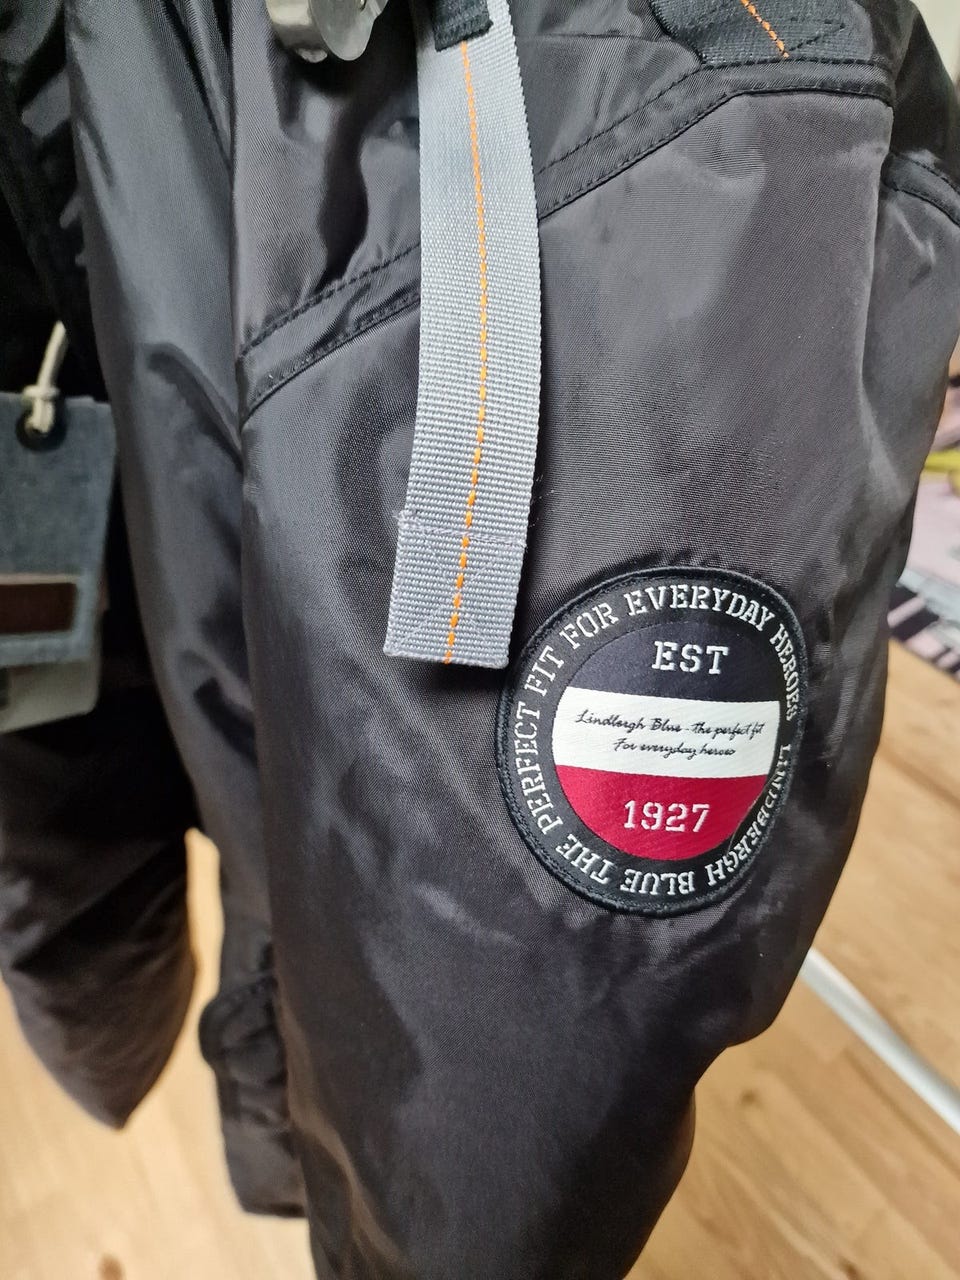 THE PERFECT FIT FOR EVERYDAY HEROES LINDBERGH BLUE
EST
Lindbergh Blue - the perfect fit
For everyday heroes
1927